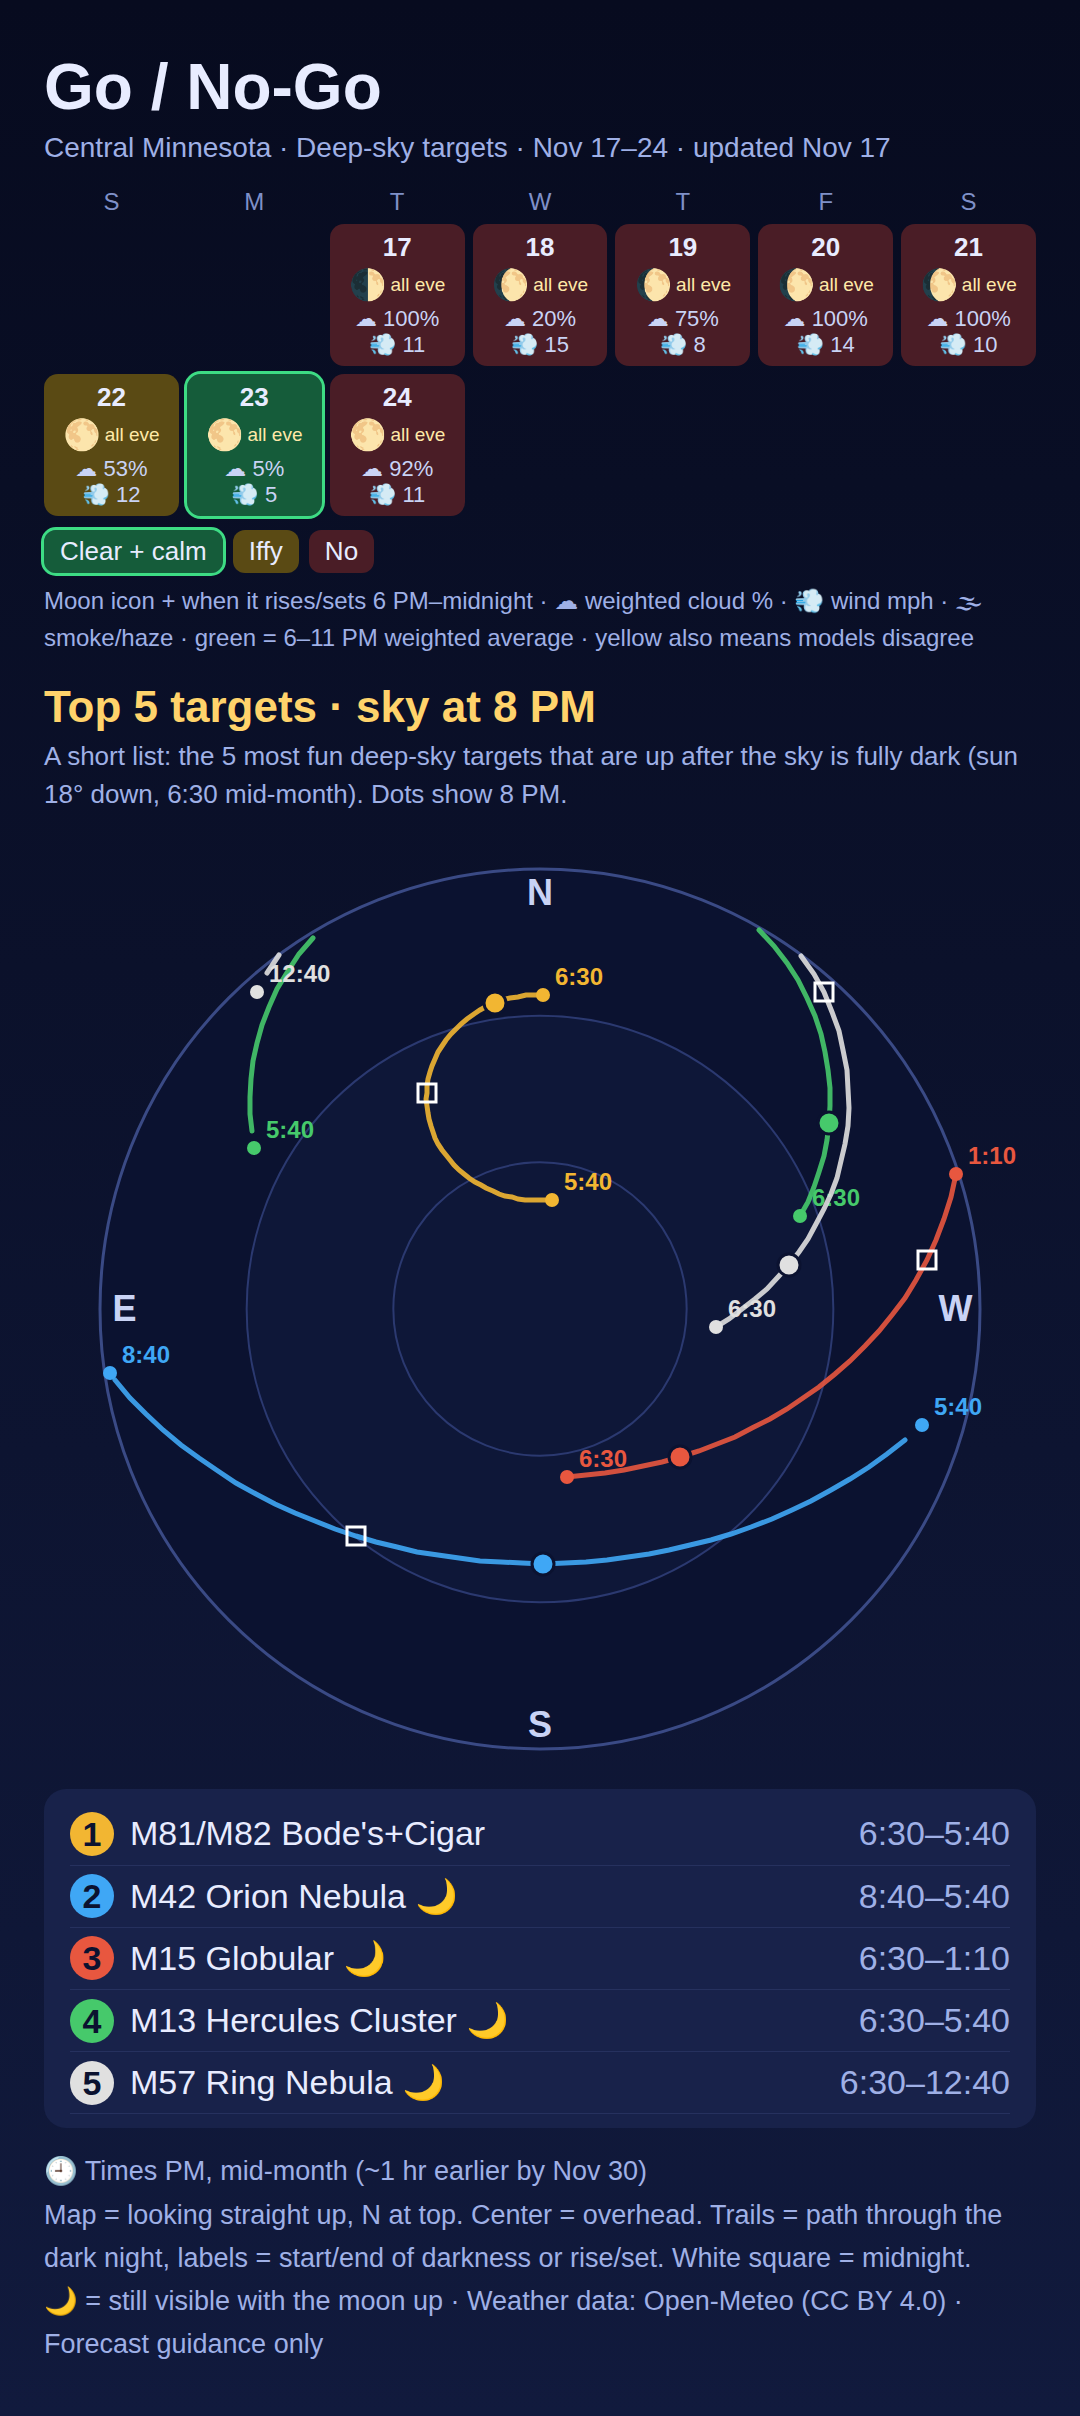 Go / No-Go
Central Minnesota · Deep-sky targets · Nov 17–24 · updated Nov 17
S M T W T F S
17 18 19 20 21
🌓 all eve 🌔 all eve 🌔 all eve 🌔 all eve 🌔 all eve
☁ 100% ☁ 20% ☁ 75% ☁ 100% ☁ 100%
💨 11 💨 15 💨 8 💨 14 💨 10
22 23 24
🌕 all eve 🌕 all eve 🌕 all eve
☁ 53% ☁ 5% ☁ 92%
💨 12 💨 5 💨 11
Clear + calm Iffy No
Moon icon + when it rises/sets 6 PM–midnight · ☁ weighted cloud % · 💨 wind mph · 🌫
smoke/haze · green = 6–11 PM weighted average · yellow also means models disagree
Top 5 targets · sky at 8 PM
A short list: the 5 most fun deep-sky targets that are up after the sky is fully dark (sun
18° down, 6:30 mid-month). Dots show 8 PM.
N
12:40
6:30
5:40
1:10
5:40
6:30
E
6:30
W
8:40
5:40
6:30
S
1 M81/M82 Bode's+Cigar 6:30–5:40
2 M42 Orion Nebula 🌙 8:40–5:40
3 M15 Globular 🌙 6:30–1:10
4 M13 Hercules Cluster 🌙 6:30–5:40
5 M57 Ring Nebula 🌙 6:30–12:40
🕘 Times PM, mid-month (~1 hr earlier by Nov 30)
Map = looking straight up, N at top. Center = overhead. Trails = path through the
dark night, labels = start/end of darkness or rise/set. White square = midnight.
🌙 = still visible with the moon up · Weather data: Open-Meteo (CC BY 4.0) ·
Forecast guidance only